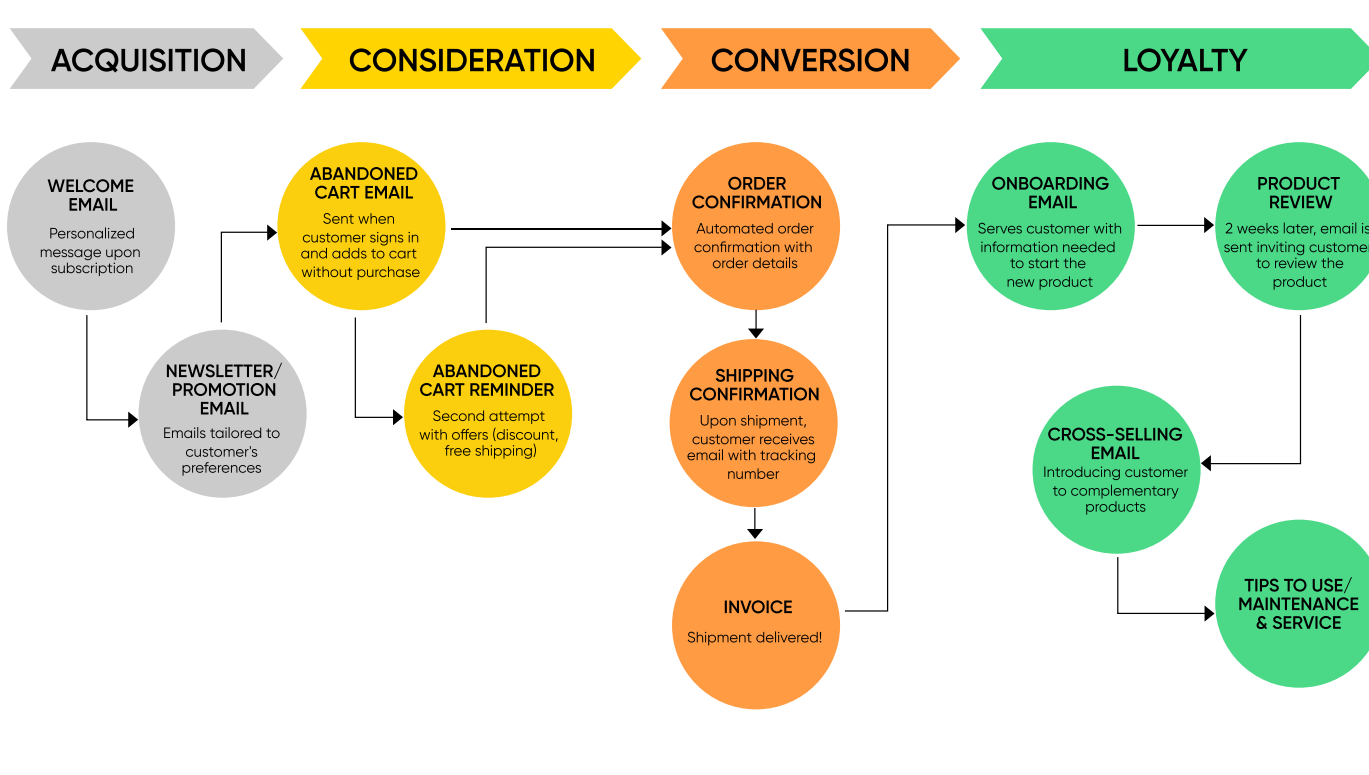 ACQUISITION
CONSIDERATION
CONVERSION
LOYALTY
WELCOME
EMAIL
Personalized
message upon
subscription
NEWSLETTER/
PROMOTION
EMAIL
Emails tailored to
customer's
preferences
ABANDONED
CART EMAIL
Sent when
customer signs in
and adds to cart
without purchase
ABANDONED
CART REMINDER
Second attempt
with offers (discount,
free shipping)
ORDER
CONFIRMATION
Automated order
confirmation with
order details
SHIPPING
CONFIRMATION
Upon shipment,
customer receives
email with tracking
number
INVOICE
Shipment delivered!
ONBOARDING
EMAIL
Serves customer with
information needed
to start the
new product
PRODUCT
REVIEW
2 weeks later, email is
sent inviting customer
to review the
product
CROSS-SELLING
EMAIL
Introducing customer
to complementary
products
TIPS TO USE/
MAINTENANCE
& SERVICE